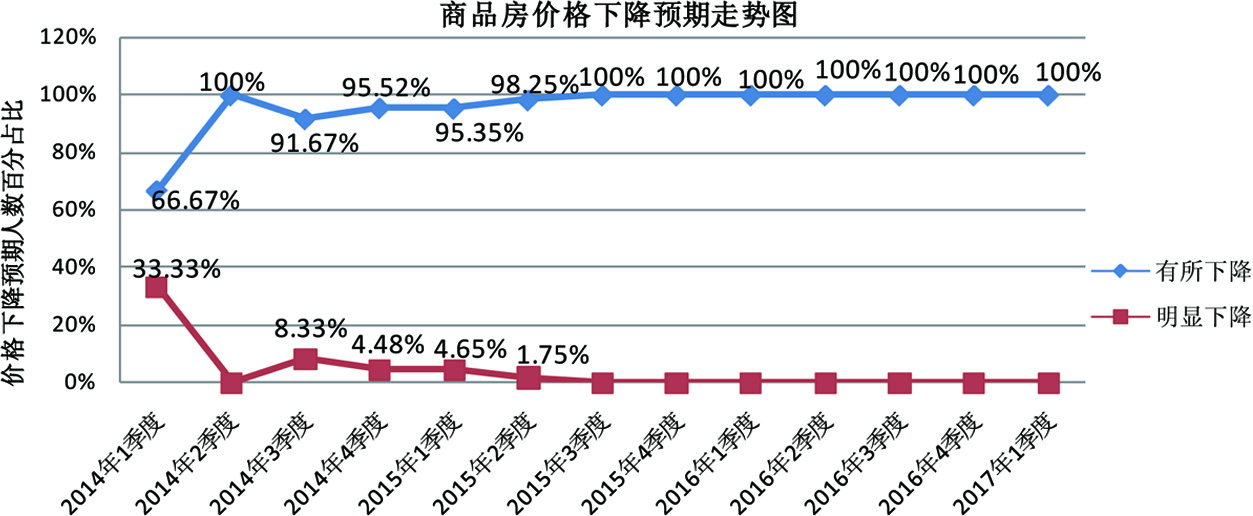 商品房价格下降预期走势图
价格下降预期人数百分占比
120%
100%
80%
60%
40%
20%
0%
66.67%
100%
91.67%
95.52%
95.35%
98.25%
100%
100%
100%
100%
100%
100%
100%
33.33%
8.33%
4.48%
4.65%
1.75%
2014年1季度
2014年2季度
2014年3季度
2014年4季度
2015年1季度
2015年2季度
2015年3季度
2015年4季度
2016年1季度
2016年2季度
2016年3季度
2016年4季度
2017年1季度
有所下降
明显下降